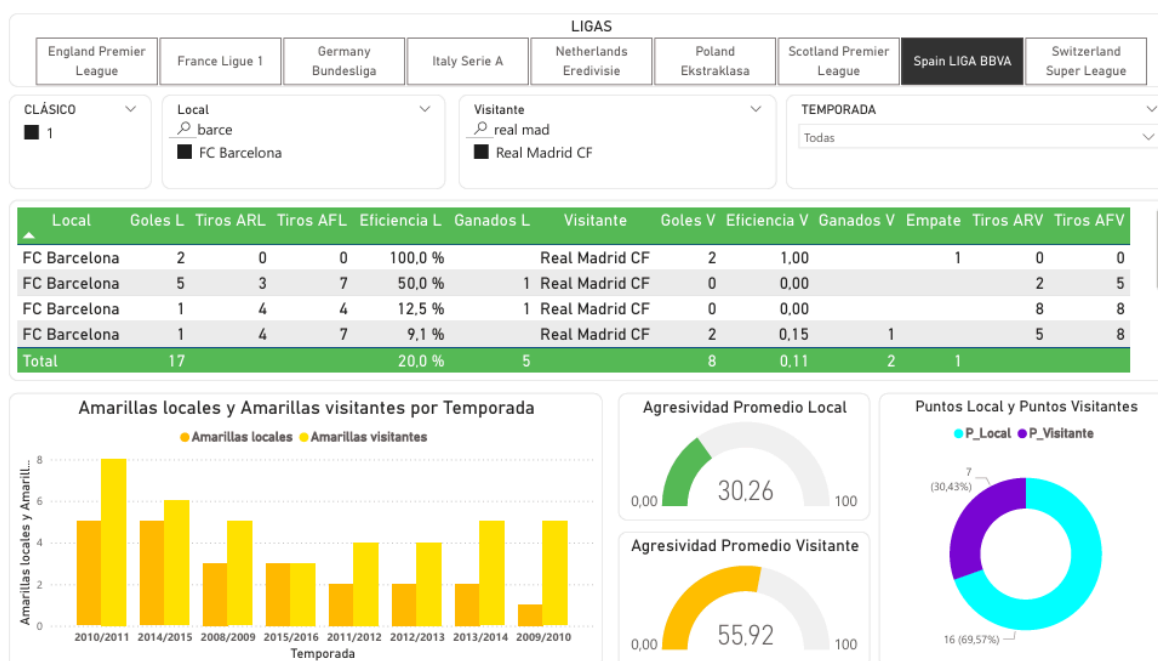 LIGAS
England Premier League
France Ligue 1
Germany Bundesliga
Italy Serie A
Netherlands Eredivisie
Poland Ekstraklasa
Scotland Premier League
Spain LIGA BBVA
Switzerland Super League
CLÁSICO
1
Local
barce
FC Barcelona
Visitante
real mad
Real Madrid CF
TEMPORADA
Todas
Local Goles L Tiros ARL Tiros AFL Eficiencia L Ganados L Visitante Goles V Eficiencia V Ganados V Empate Tiros ARV Tiros AFV
FC Barcelona 2 0 0 100,0 % Real Madrid CF 2 1,00 1 0 0
FC Barcelona 5 3 7 50,0 % 1 Real Madrid CF 0 0,00 2 5
FC Barcelona 1 4 4 12,5 % 1 Real Madrid CF 0 0,00 8 8
FC Barcelona 1 4 7 9,1 % Real Madrid CF 2 0,15 1 5 8
Total 17 20,0 % 5 8 0,11 2 1
Amarillas locales y Amarillas visitantes por Temporada
Amarillas locales Amarillas visitantes
Amarillas locales y Amarill...
8
6
4
2
0
2010/2011 2014/2015 2008/2009 2015/2016 2011/2012 2012/2013 2013/2014 2009/2010
Temporada
Agresividad Promedio Local
30,26
0,00 100
Agresividad Promedio Visitante
55,92
0,00 100
Puntos Local y Puntos Visitantes
P_Local P_Visitante
7
(30,43%)
16 (69,57%)